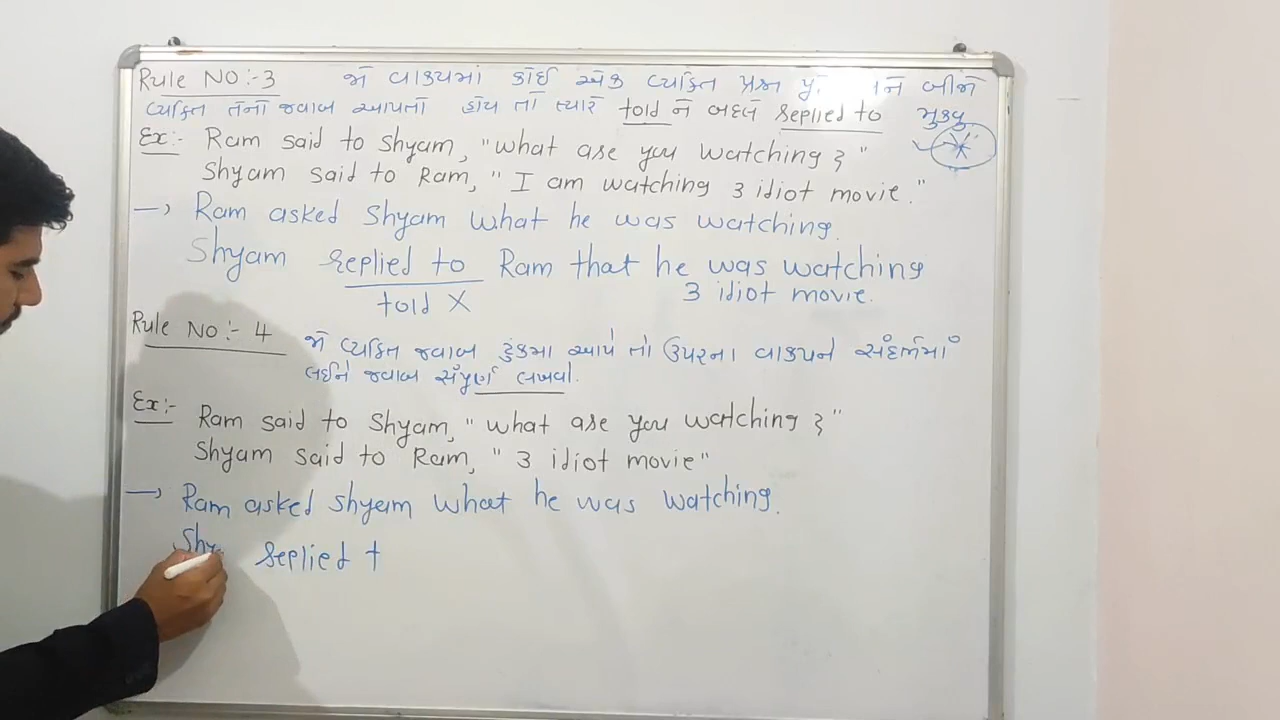 Rule NO:-3 જો વાક્યમાં કોઈ એક વ્યક્તિ પ્રશ્ન પૂ. ને બીજો
વ્યક્તિ તેનો જવાબ આપતો હોય તો ત્યારે told ને બદલે replied to મુકવુ.
Ex:- Ram said to Shyam, "What are you watching?"
Shyam said to Ram, "I am watching 3 idiot movie."
→ Ram asked Shyam what he was watching.
Shyam replied to Ram that he was watching
told X 3 idiot movie.
Rule NO:- 4 જો વ્યક્તિ જવાબ ટુંકમા આપે તો ઉપરના વાક્યને સંદર્ભમાં
લઈને જવાબ સંપુર્ણ લખવો.
Ex:- Ram said to Shyam, "What are you watching?"
Shyam said to Ram, "3 idiot movie"
→ Ram asked Shyam what he was watching.
Shy replied t